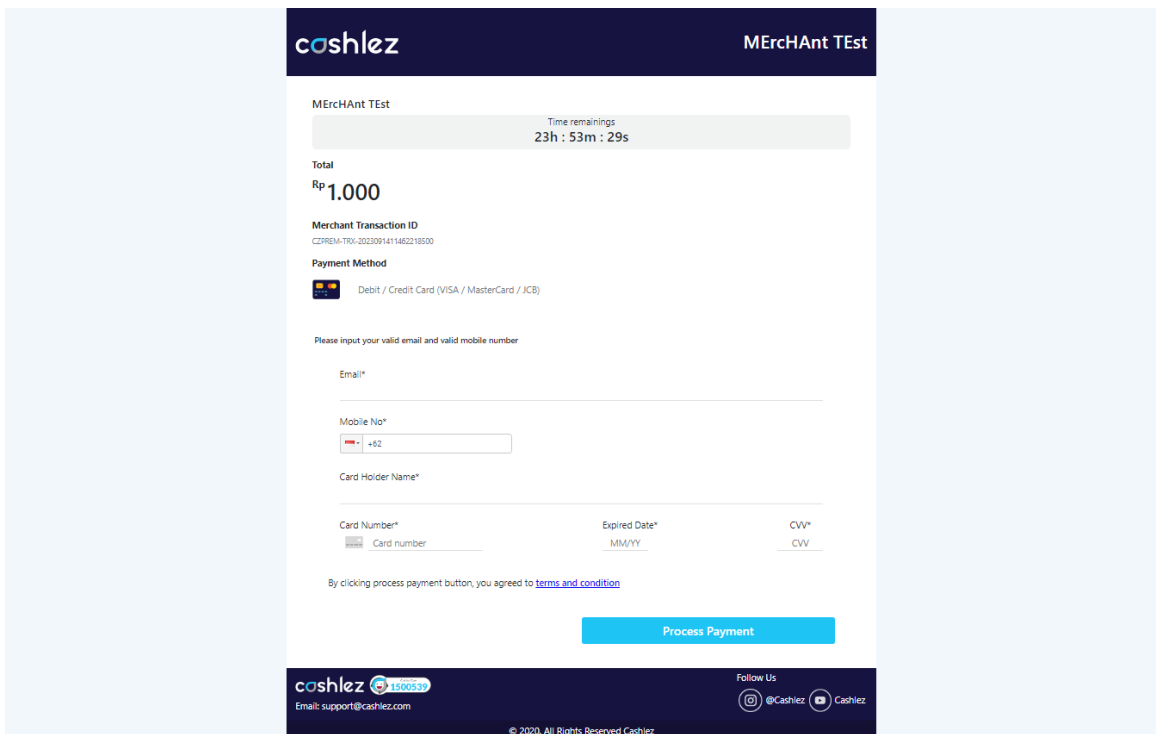 cashlez
MErcHAnt TEst
MErcHAnt TEst
Time remainings
23h : 53m : 29s
Total
Rp 1.000
Merchant Transaction ID
CZPREM-TRX-2023091411462218500
Payment Method
Debit / Credit Card (VISA / MasterCard / JCB)
Please input your valid email and valid mobile number
Email*
Mobile No*
+62
Card Holder Name*
Card Number* Expired Date* CVV*
Card number MM/YY CVV
By clicking process payment button, you agreed to terms and condition
Process Payment
cashlez 1500539
Email: support@cashlez.com
Follow Us
@Cashlez Cashlez
© 2020. All Rights Reserved Cashlez